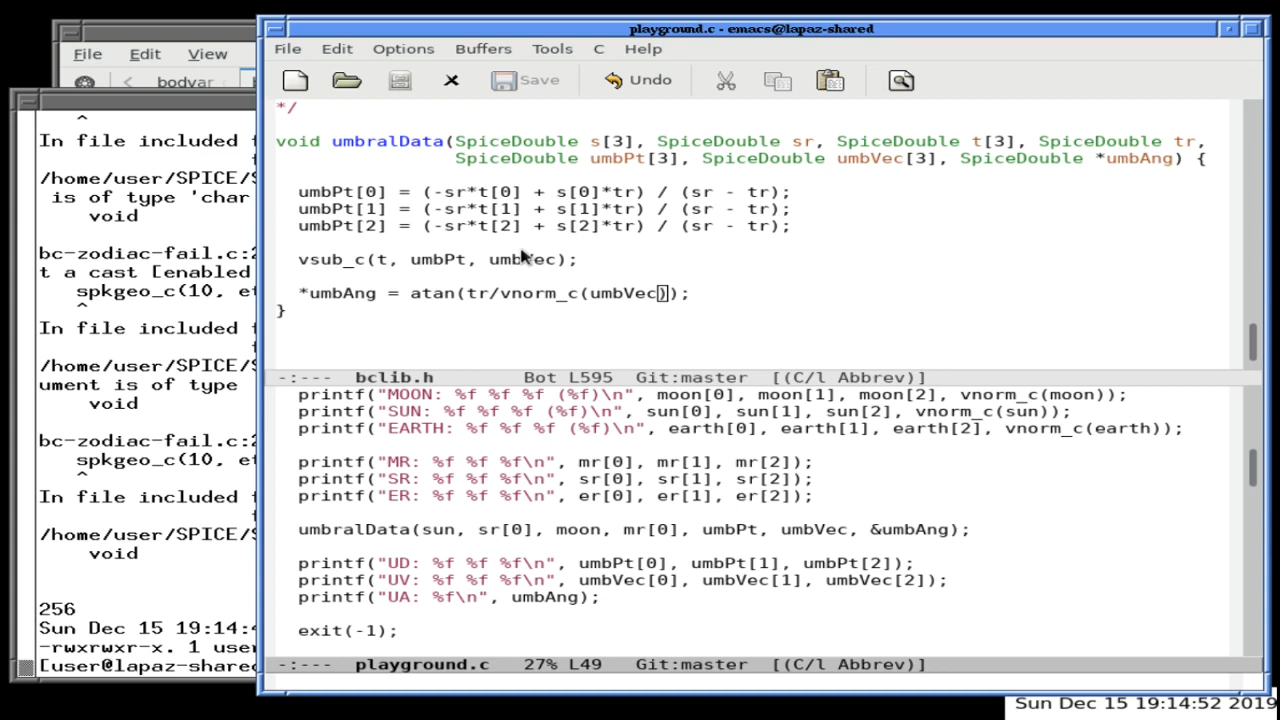 File Edit View
bodyar
^
In file included f
/home/user/SPICE/S
is of type 'char
void
bc-zodiac-fail.c:2
t a cast [enabled
spkgeo_c(10, et
^
In file included f
/home/user/SPICE/S
ument is of type
void
bc-zodiac-fail.c:2
spkgeo_c(10, et
^
In file included f
/home/user/SPICE/S
void
256
Sun Dec 15 19:14:4
-rwxrwxr-x. 1 user
[user@lapaz-shared
playground.c - emacs@lapaz-shared
File Edit Options Buffers Tools C Help
Save Undo
*/
void umbralData(SpiceDouble s[3], SpiceDouble sr, SpiceDouble t[3], SpiceDouble tr,
SpiceDouble umbPt[3], SpiceDouble umbVec[3], SpiceDouble *umbAng) {
umbPt[0] = (-sr*t[0] + s[0]*tr) / (sr - tr);
umbPt[1] = (-sr*t[1] + s[1]*tr) / (sr - tr);
umbPt[2] = (-sr*t[2] + s[2]*tr) / (sr - tr);
vsub_c(t, umbPt, umbVec);
*umbAng = atan(tr/vnorm_c(umbVec));
}
-:--- bclib.h Bot L595 Git:master [(C/l Abbrev)]
printf("MOON: %f %f %f (%f)\n", moon[0], moon[1], moon[2], vnorm_c(moon));
printf("SUN: %f %f %f (%f)\n", sun[0], sun[1], sun[2], vnorm_c(sun));
printf("EARTH: %f %f %f (%f)\n", earth[0], earth[1], earth[2], vnorm_c(earth));
printf("MR: %f %f %f\n", mr[0], mr[1], mr[2]);
printf("SR: %f %f %f\n", sr[0], sr[1], sr[2]);
printf("ER: %f %f %f\n", er[0], er[1], er[2]);
umbralData(sun, sr[0], moon, mr[0], umbPt, umbVec, &umbAng);
printf("UD: %f %f %f\n", umbPt[0], umbPt[1], umbPt[2]);
printf("UV: %f %f %f\n", umbVec[0], umbVec[1], umbVec[2]);
printf("UA: %f\n", umbAng);
exit(-1);
-:--- playground.c 27% L49 Git:master [(C/l Abbrev)]
Sun Dec 15 19:14:52 2019